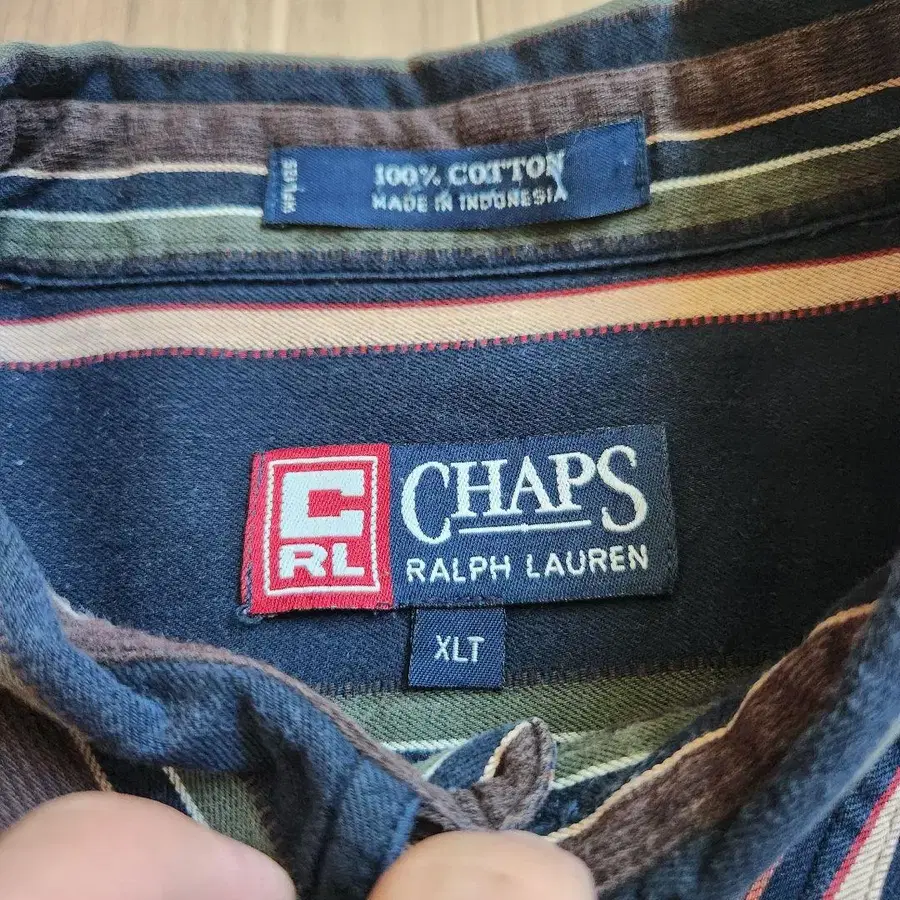 100% COTTON
MADE IN INDONESIA
C
RL
CHAPS
RALPH LAUREN
XLT